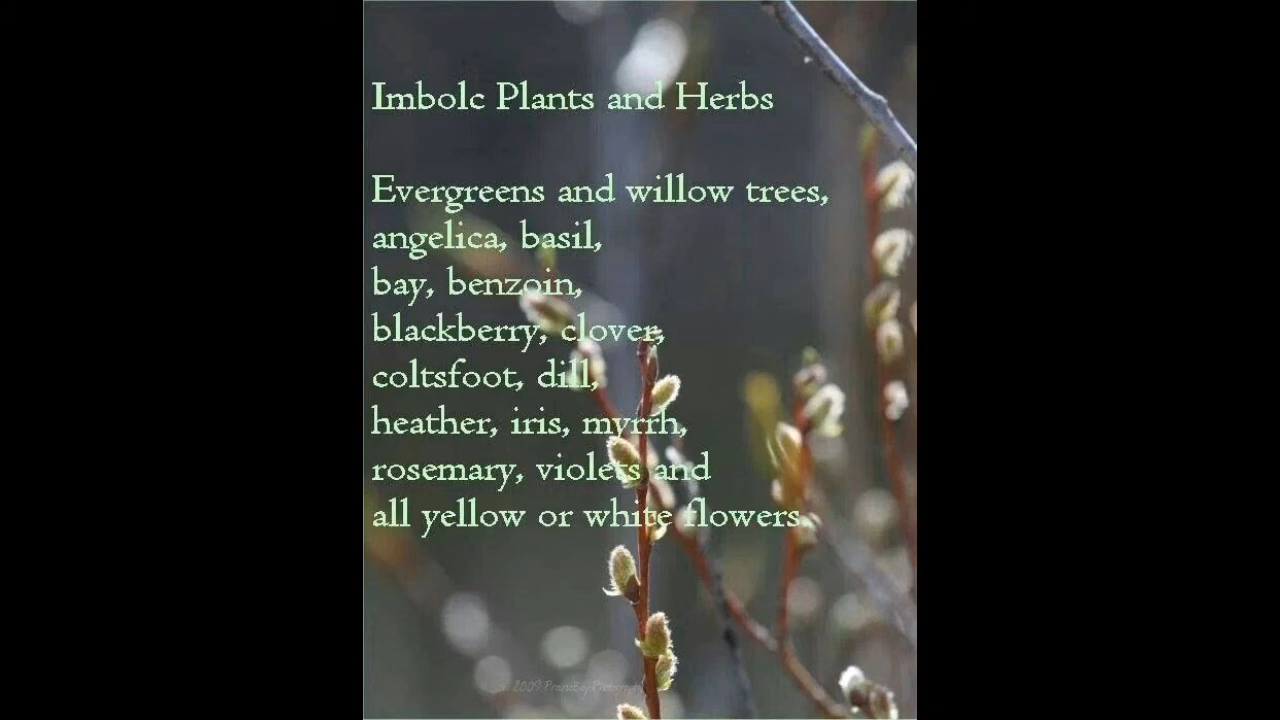 Imbolc Plants and Herbs
Evergreens and willow trees,
angelica, basil,
bay, benzoin,
blackberry, clover,
coltsfoot, dill,
heather, iris, myrrh,
rosemary, violets and
all yellow or white flowers.
2009